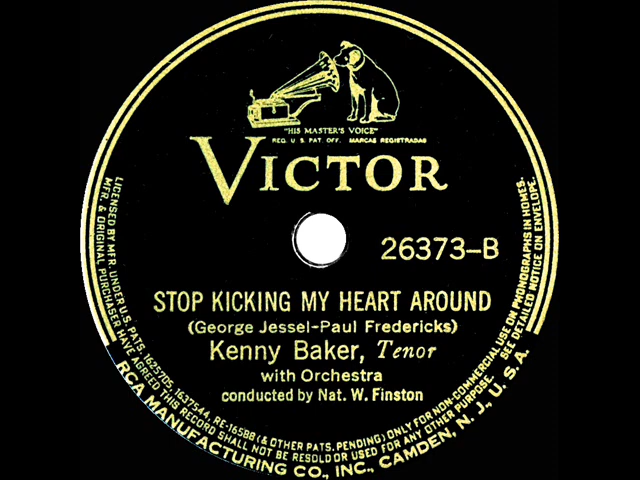 "HIS MASTER'S VOICE"
REG. U. S. PAT. OFF. MARCAS REGISTRADAS
VICTOR
26373–B
STOP KICKING MY HEART AROUND
(George Jessel-Paul Fredericks)
Kenny Baker, Tenor
with Orchestra
conducted by Nat. W. Finston
LICENSED BY MFR. UNDER U.S. PATS. 1625705, 1637544, RE-16588 (& OTHER PATS. PENDING) ONLY FOR NON-COMMERCIAL USE ON PHONOGRAPHS IN HOMES.
MFR. & ORIGINAL PURCHASER HAVE AGREED THIS RECORD SHALL NOT BE RESOLD OR USED FOR ANY OTHER PURPOSE. SEE DETAILED NOTICE ON ENVELOPE.
RCA MANUFACTURING CO., INC., CAMDEN, N. J., U. S. A.